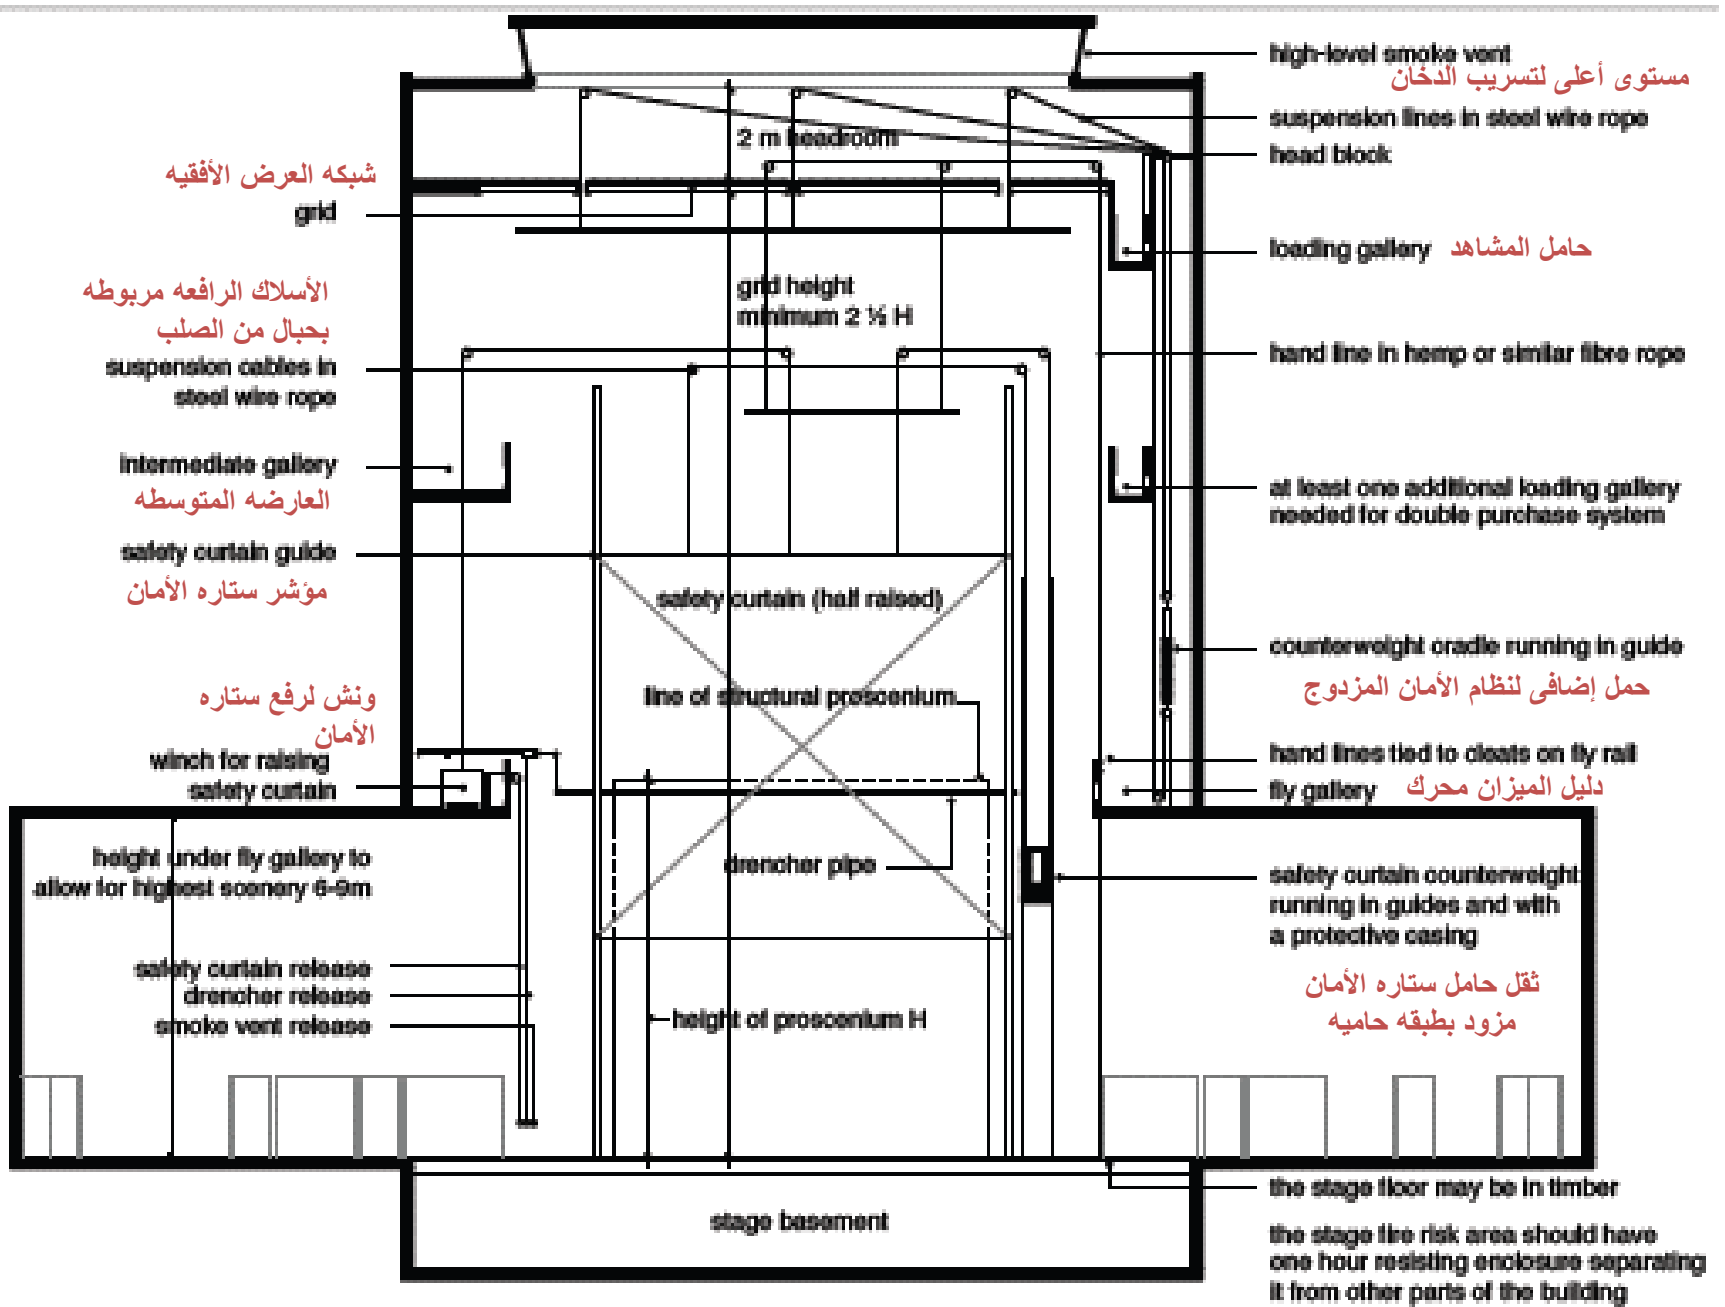 high-level smoke vent
مستوى أعلى لتسريب الدخان
suspension lines in steel wire rope
head block
2 m headroom
شبكه العرض الأفقيه
grid
loading gallery حامل المشاهد
الأسلاك الرافعه مربوطه
بحبال من الصلب
suspension cables in
steel wire rope
grid height
minimum 2 ½ H
hand line in hemp or similar fibre rope
intermediate gallery
العارضه المتوسطه
at least one additional loading gallery
needed for double purchase system
safety curtain guide
مؤشر ستاره الأمان
safety curtain (half raised)
counterweight cradle running in guide
حمل إضافى لنظام الأمان المزدوج
line of structural proscenium
ونش لرفع ستاره
الأمان
winch for raising
safety curtain
hand lines tied to cleats on fly rail
fly gallery دليل الميزان محرك
height under fly gallery to
allow for highest scenery 6-9m
drencher pipe
safety curtain counterweight
running in guides and with
a protective casing
ثقل حامل ستاره الأمان
مزود بطبقه حاميه
safety curtain release
drencher release
smoke vent release
height of proscenium H
the stage floor may be in timber
stage basement
the stage fire risk area should have
one hour resisting enclosure separating
it from other parts of the building